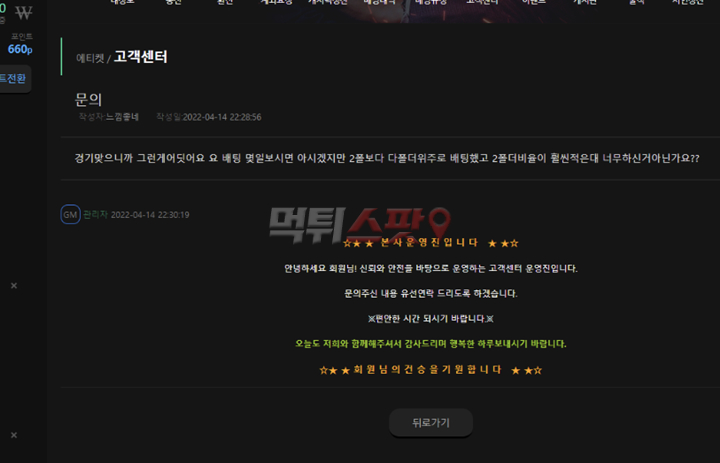 0
₩
충
포인트
660p
트전환
출석
에티켓 / 고객센터
문의
작성자:느낌좋네 작성일:2022-04-14 22:28:56
경기맞으니까 그런게어딧어요 요 배팅 몇일보시면 아시겠지만 2폴보다 다폴더위주로 배팅했고 2폴더비율이 훨씬적은대 너무하신거아닌가요??
GM 관리자 2022-04-14 22:30:19
먹튀스팟
☆★ ★ 본 사 운 영 진 입 니 다 ★ ★☆
안녕하세요 회원님! 신뢰와 안전을 바탕으로 운영하는 고객센터 운영진입니다.
문의주신 내용 유선연락 드리도록 하겠습니다.
※편안한 시간 되시기 바랍니다.※
오늘도 저희와 함께해주셔서 감사드리며 행복한 하루보내시기 바랍니다.
☆★ ★ 회 원 님 의 건 승 을 기 원 합 니 다 ★ ★☆
뒤로가기